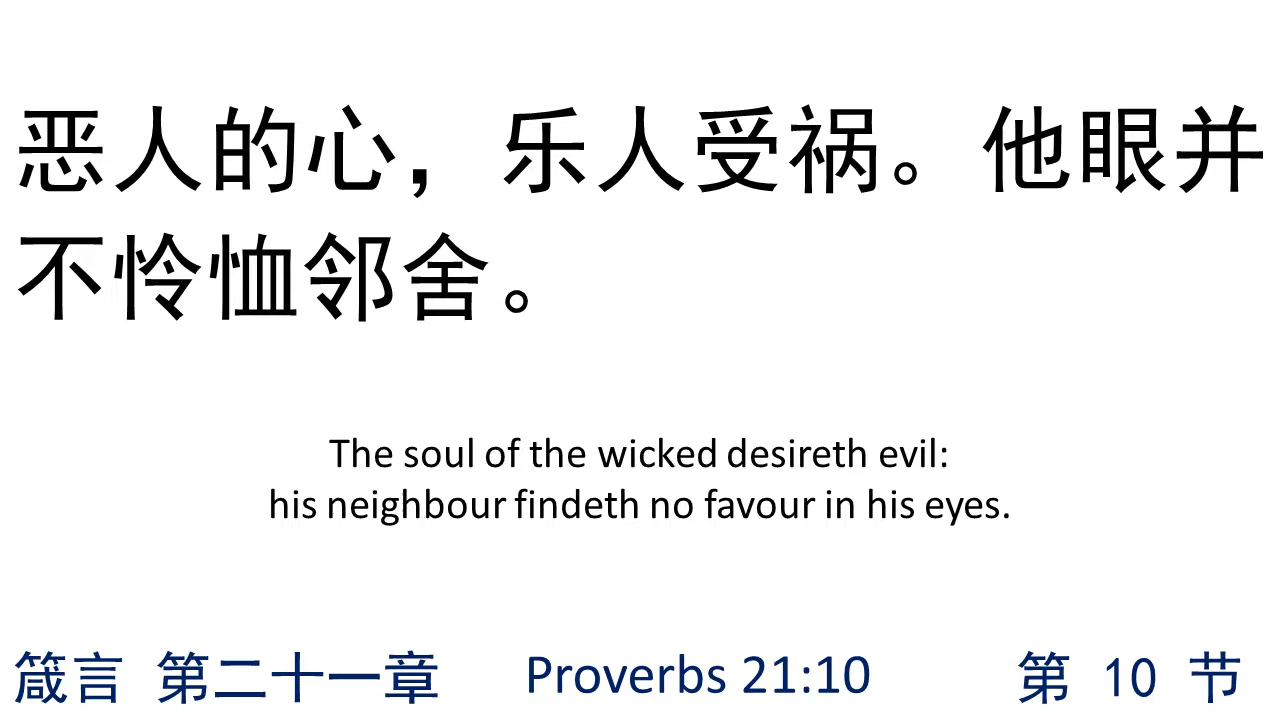 恶人的心，乐人受祸。他眼并
不怜恤邻舍。
The soul of the wicked desireth evil:
his neighbour findeth no favour in his eyes.
箴言 第二十一章 Proverbs 21:10 第 10 节